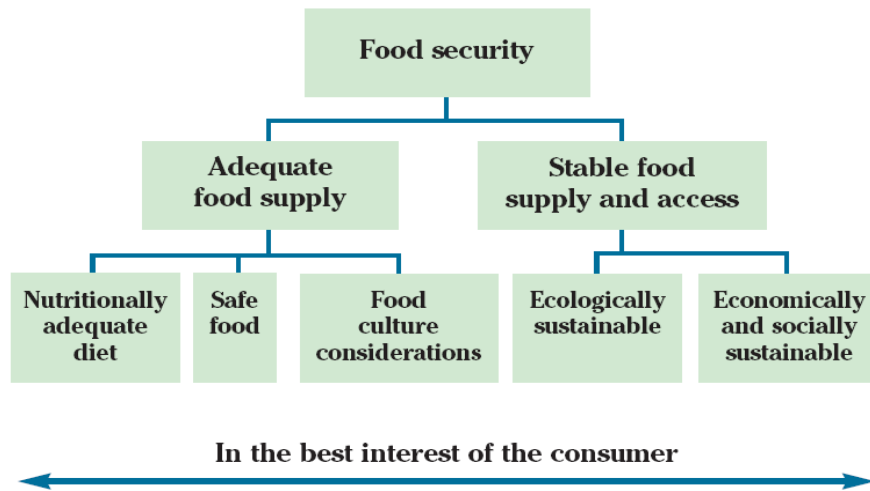 Food security
Adequate
food supply
Stable food
supply and access
Nutritionally
adequate
diet
Safe
food
Food
culture
considerations
Ecologically
sustainable
Economically
and socially
sustainable
In the best interest of the consumer